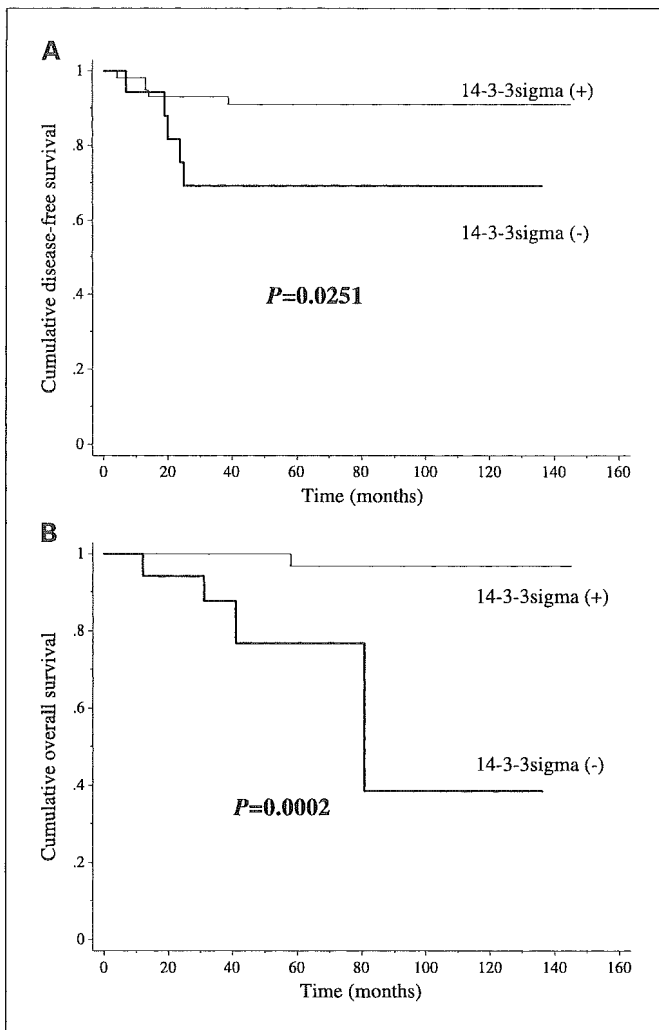 A
Cumulative disease-free survival
1
.8
.6
.4
.2
0
14-3-3sigma (+)
14-3-3sigma (-)
P=0.0251
0 20 40 60 80 100 120 140 160
Time (months)
B
Cumulative overall survival
1
.8
.6
.4
.2
0
14-3-3sigma (+)
14-3-3sigma (-)
P=0.0002
0 20 40 60 80 100 120 140 160
Time (months)